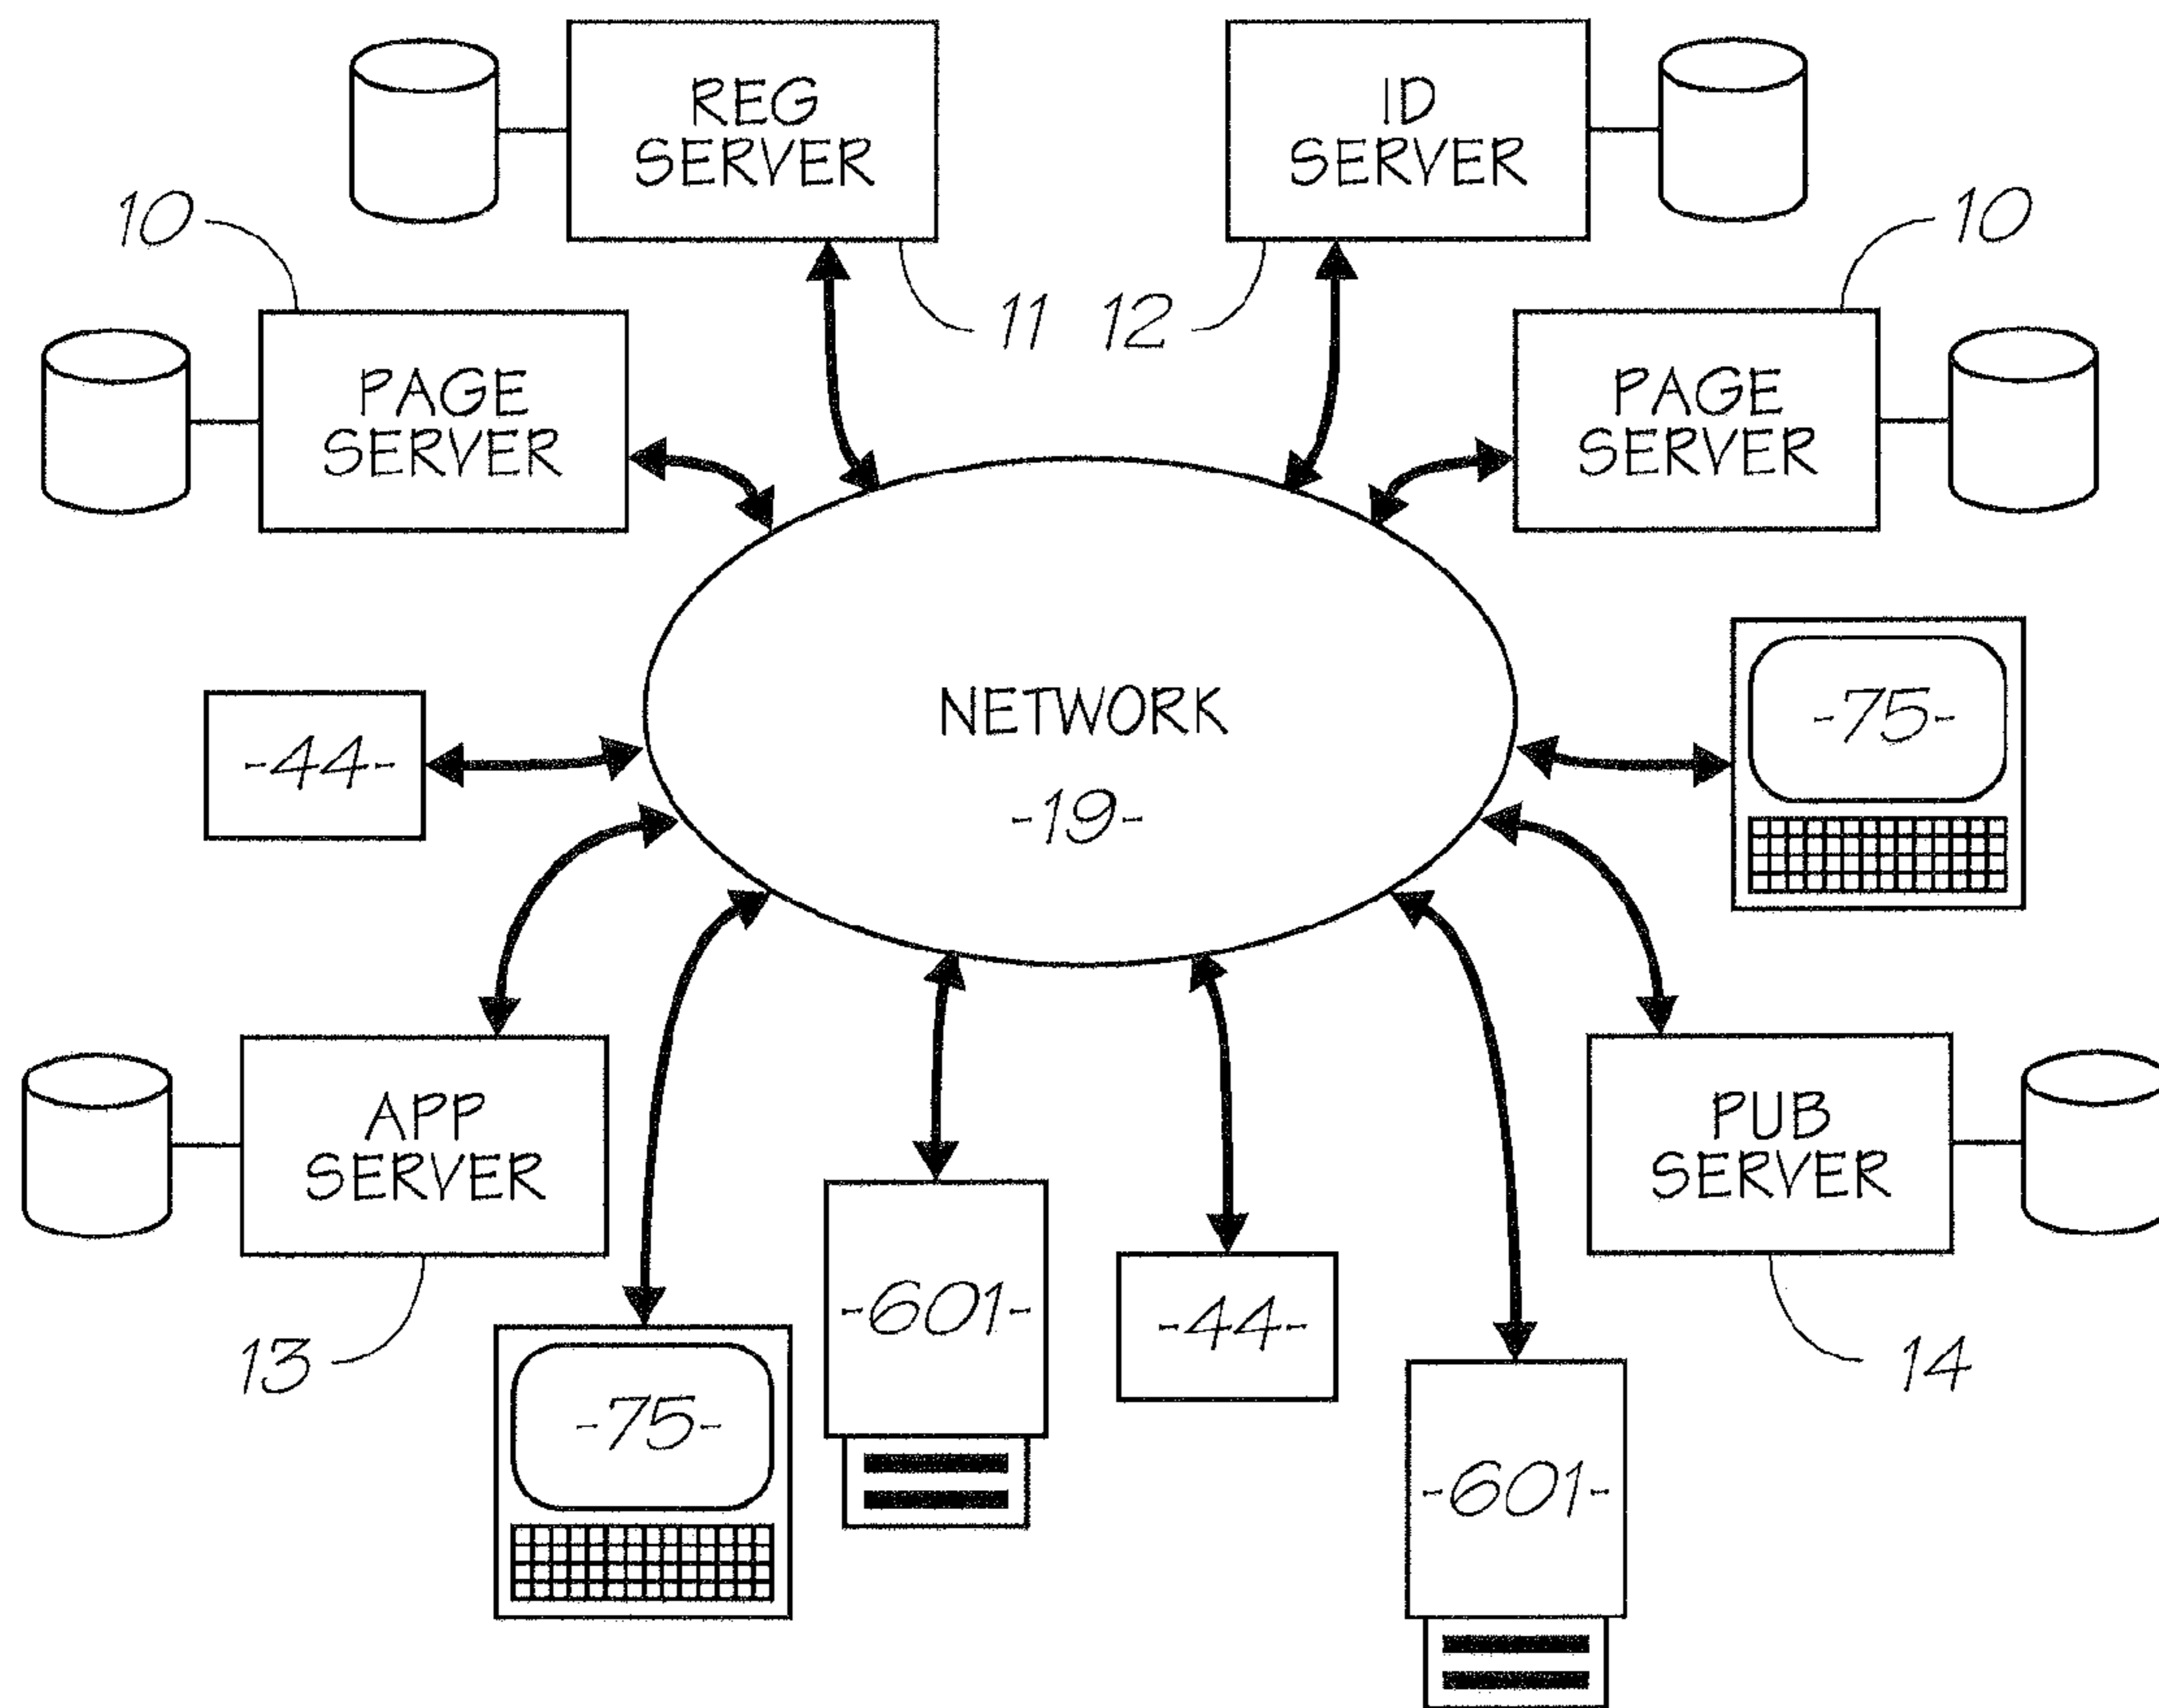 REG
SERVER
ID
SERVER
10
10
11
12
PAGE
SERVER
PAGE
SERVER
NETWORK
-19-
-44-
-75-
APP
SERVER
PUB
SERVER
13
14
-75-
-601-
-44-
-601-